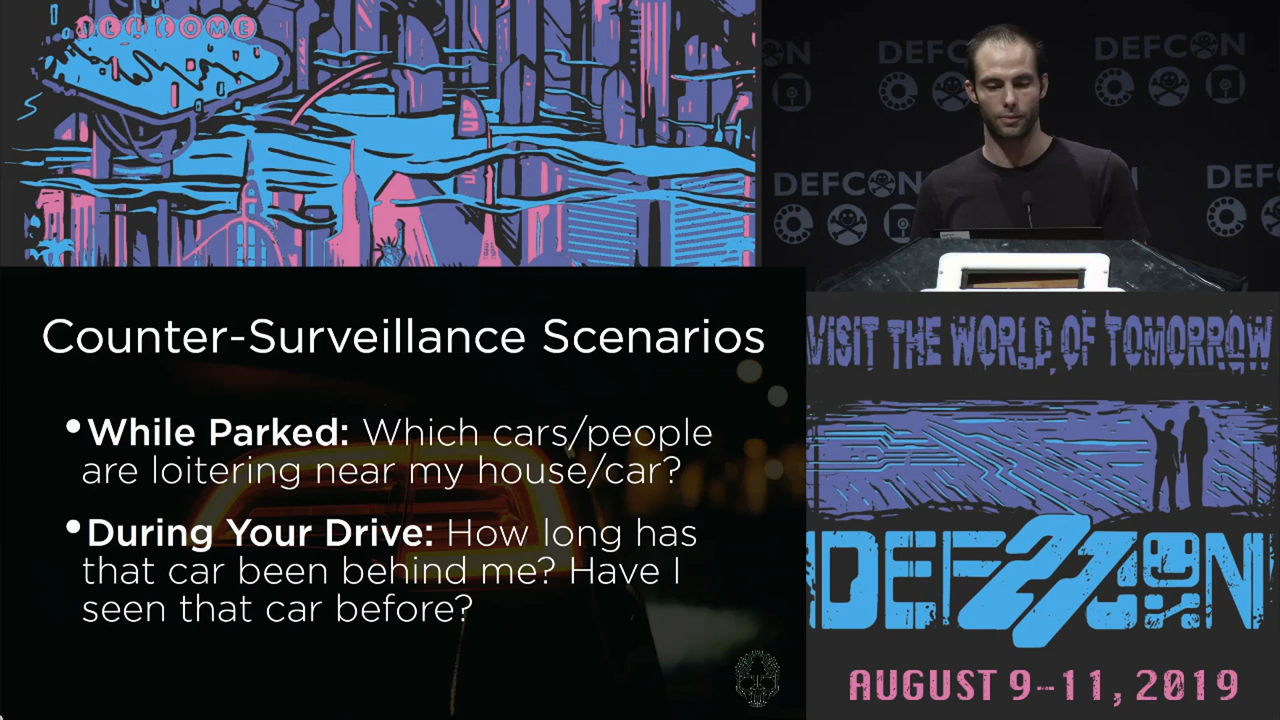 WELCOME
DEFCON
DEFCON
DEFCON
DEF
Counter-Surveillance Scenarios
•While Parked: Which cars/people
are loitering near my house/car?
•During Your Drive: How long has
that car been behind me? Have I
seen that car before?
VISIT THE WORLD OF TOMORROW
DEF27CON
AUGUST 9-11, 2019